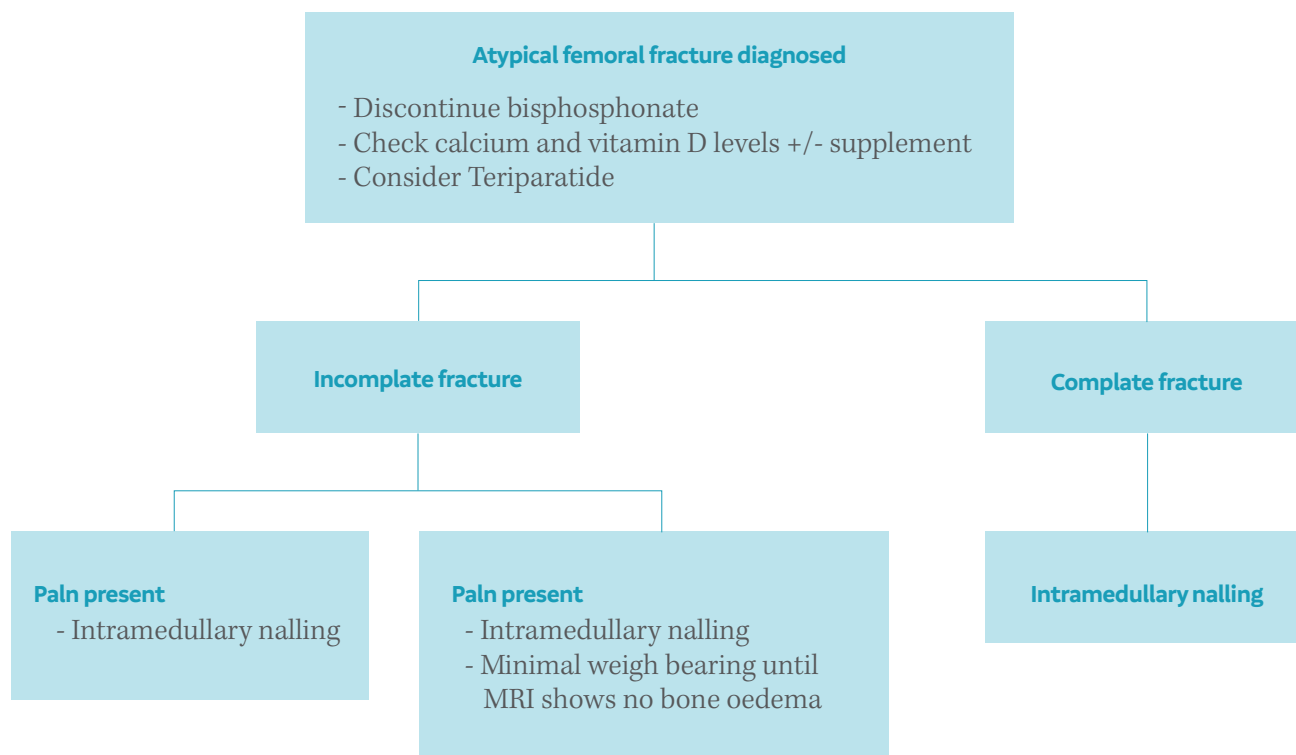 Atypical femoral fracture diagnosed
- Discontinue bisphosphonate
- Check calcium and vitamin D levels +/- supplement
- Consider Teriparatide
Incomplate fracture
Complate fracture
Paln present
- Intramedullary nalling
Paln present
- Intramedullary nalling
- Minimal weigh bearing until
MRI shows no bone oedema
Intramedullary nalling